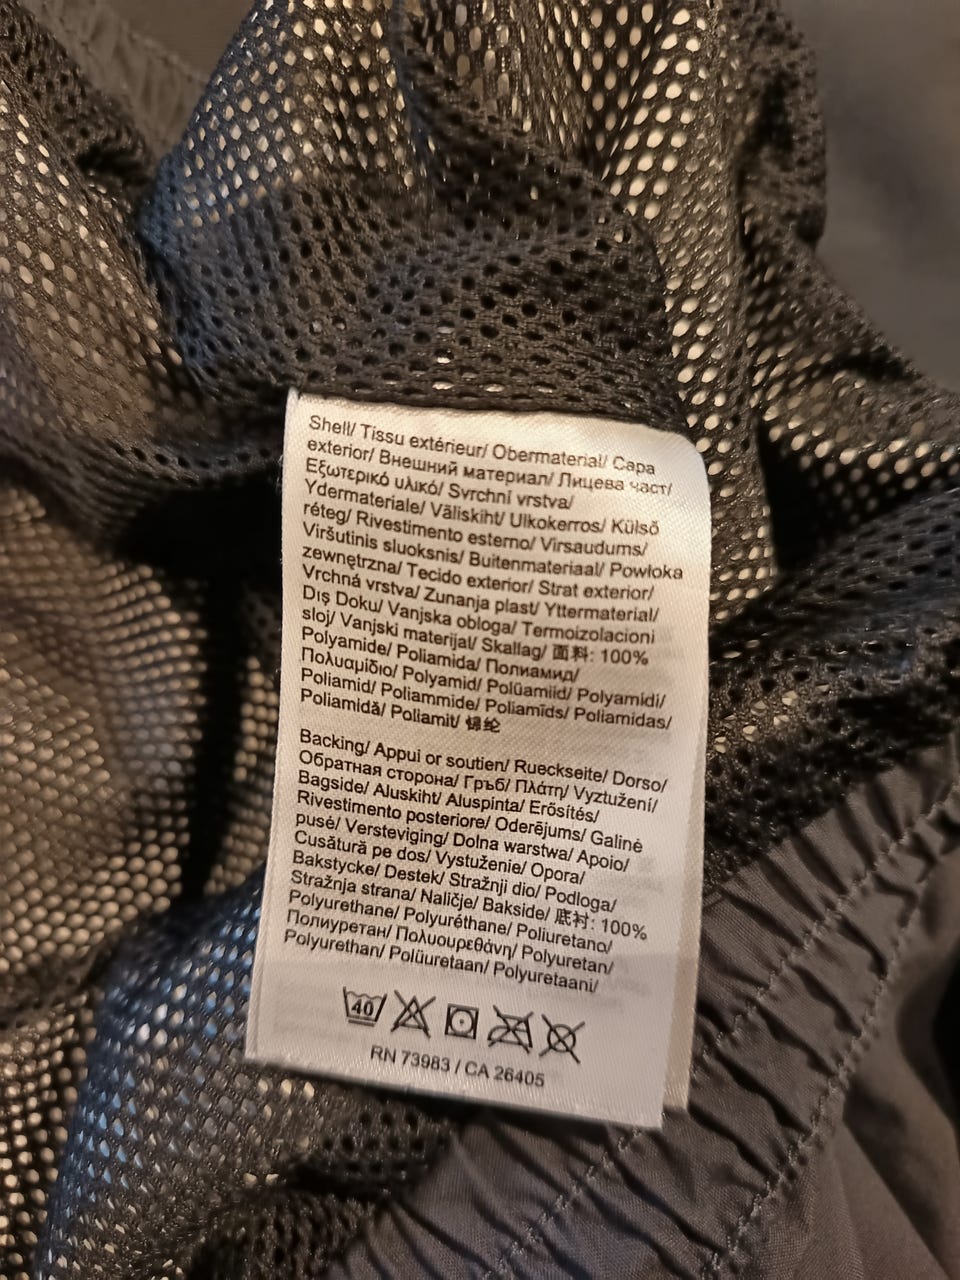 Shell/ Tissu extérieur/ Obermaterial/ Capa
exterior/ Внешний материал/ Лицева част/
Εξωτερικό υλικό/ Svrchní vrstva/
Ydermateriale/ Väliskiht/ Ulkokerros/ Külső
réteg/ Rivestimento esterno/ Virsaudums/
Viršutinis sluoksnis/ Buitenmateriaal/ Powłoka
zewnętrzna/ Tecido exterior/ Strat exterior/
Vrchná vrstva/ Zunanja plast/ Yttermaterial/
Dış Doku/ Vanjska obloga/ Termoizolacioni
sloj/ Vanjski materijal/ Skallag/ 面料: 100%
Polyamide/ Poliamida/ Полиамид/
Πολυαμίδιο/ Polyamid/ Polüamiid/ Polyamidi/
Poliamid/ Poliammide/ Poliamīds/ Poliamidas/
Poliamidă/ Poliamit/ 锦纶
Backing/ Appui or soutien/ Rueckseite/ Dorso/
Обратная сторона/ Гръб/ Πλάτη/ Vyztužení/
Bagside/ Aluskiht/ Aluspinta/ Erősítés/
Rivestimento posteriore/ Oderējums/ Galinė
pusė/ Versteviging/ Dolna warstwa/ Apoio/
Cusătură pe dos/ Vystuženie/ Opora/
Bakstycke/ Destek/ Stražnji dio/ Podloga/
Stražnja strana/ Naličje/ Bakside/ 底衬: 100%
Polyurethane/ Polyuréthane/ Poliuretano/
Полиуретан/ Πολυουρεθάνη/ Polyuretan/
Polyurethan/ Polüuretaan/ Polyuretaani/
40
RN 73983 / CA 26405